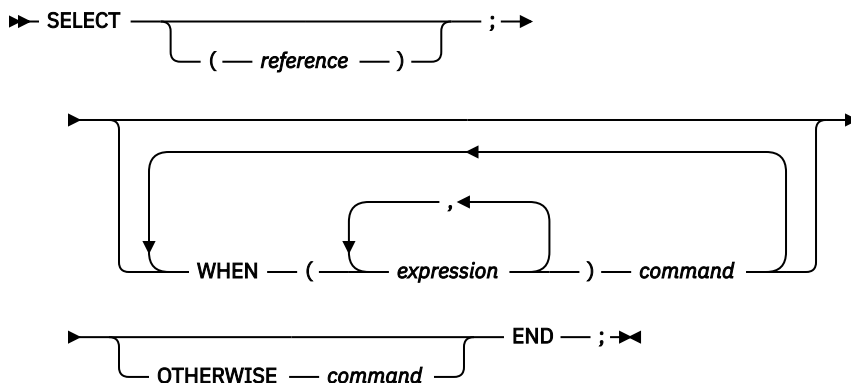 SELECT ( reference ) ;
WHEN ( expression , ) command
OTHERWISE command END ;